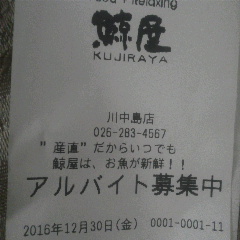 Relaxing
鯨屋
KUJIRAYA
川中島店
026-283-4567
"産直"だからいつでも
鯨屋は、お魚が新鮮!!
アルバイト募集中
2016年12月30日(金) 0001-0001-11